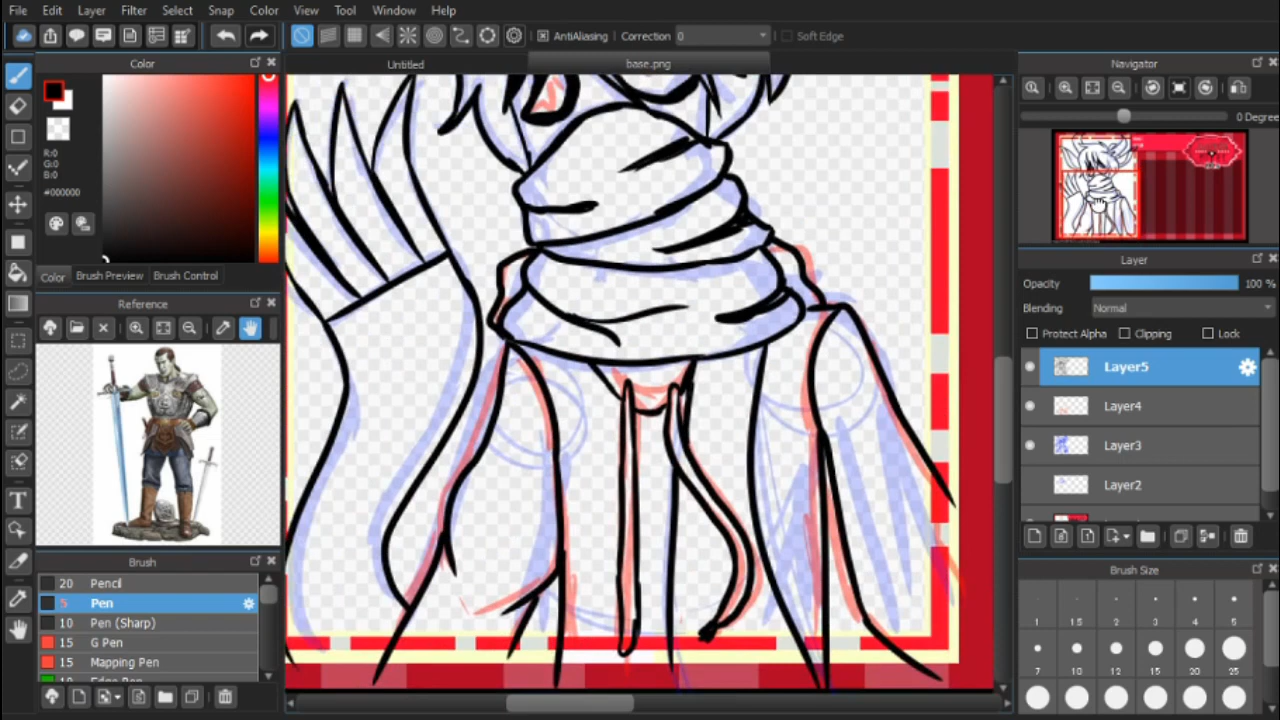 File Edit Layer Filter Select Snap Color View Tool Window Help
AntiAliasing Correction 0 Soft Edge
Color
Untitled
base.png
Navigator
0 Degree
R:0
G:0
B:0
#000000
Color Brush Preview Brush Control
Reference
Layer
Opacity 100 %
Blending Normal
Protect Alpha Clipping Lock
Layer5
Layer4
Layer3
Layer2
Brush
20 Pencil
5 Pen
10 Pen (Sharp)
15 G Pen
15 Mapping Pen
Brush Size
1 1.5 2 3 4 5
7 10 12 15 20 25